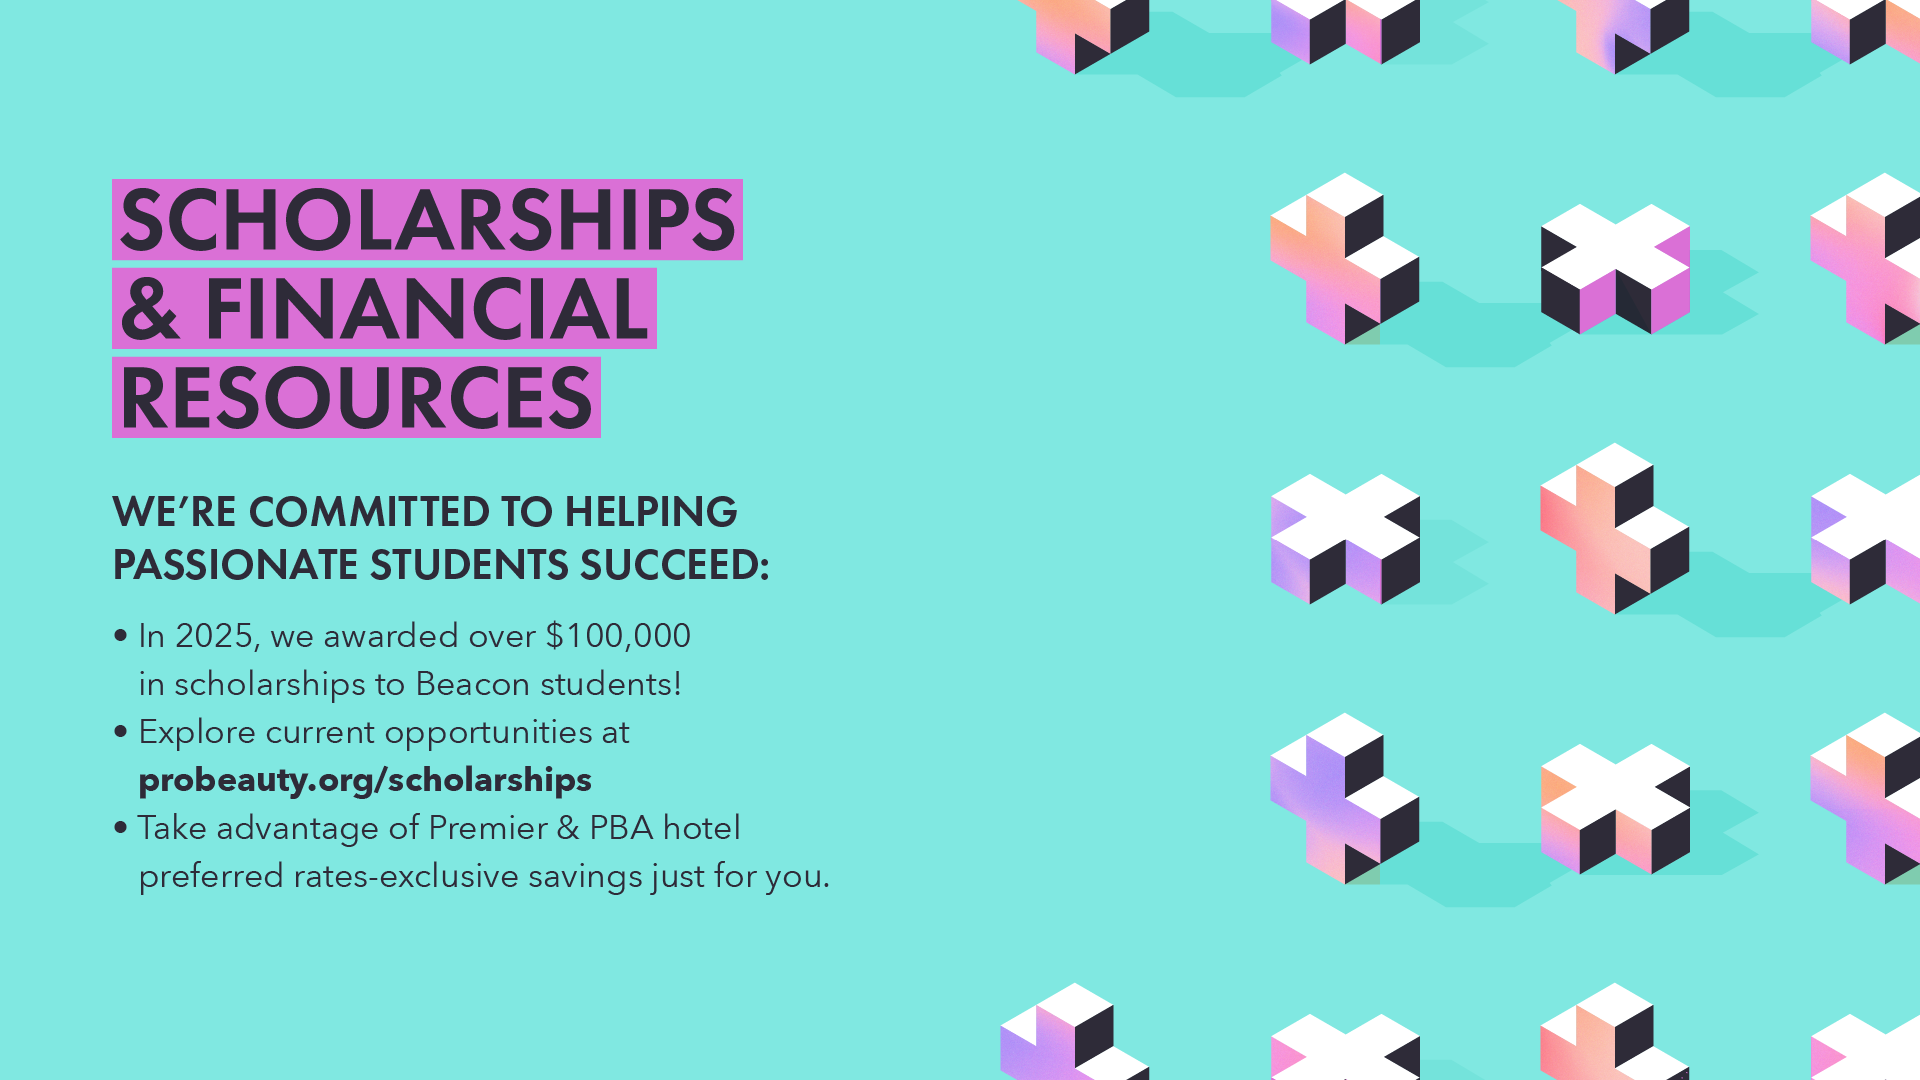 SCHOLARSHIPS
& FINANCIAL
RESOURCES
WE’RE COMMITTED TO HELPING
PASSIONATE STUDENTS SUCCEED:
• In 2025, we awarded over $100,000
in scholarships to Beacon students!
• Explore current opportunities at
probeauty.org/scholarships
• Take advantage of Premier & PBA hotel
preferred rates-exclusive savings just for you.